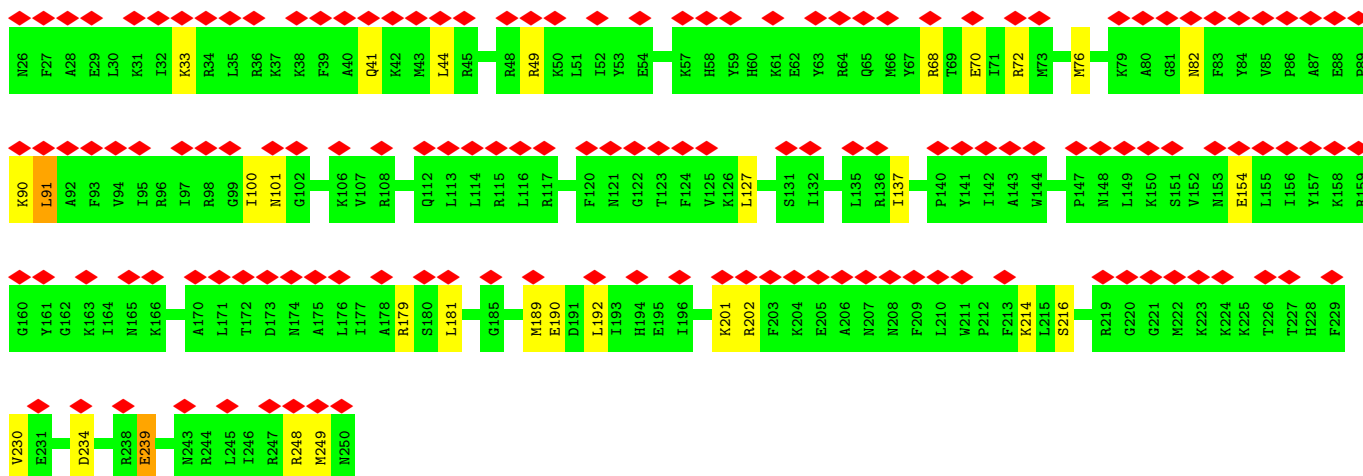 N26 F27 A28 E29 L30 K31 I32 K33 R34 L35 R36 K37 K38 F39 A40 Q41 K42 M43 L44 R45 R48 R49 K50 L51 I52 Y53 E54 K57 H58 Y59 H60 K61 E62 Y63 R64 Q65 M66 Y67 R68 T69 E70 I71 R72 M73 M76 K79 A80 G81 N82 F83 Y84 V85 P86 A87 E88 P89
K90 L91 A92 F93 V94 I95 R96 I97 R98 G99 I100 N101 G102 K106 V107 R108 Q112 L113 L114 R115 L116 R117 F120 N121 G122 T123 F124 V125 K126 L127 S131 I132 L135 R136 I137 P140 Y141 I142 A143 W144 P147 N148 L149 K150 S151 V152 N153 E154 L155 I156 Y157 K158 R159
G160 Y161 G162 K163 I164 N165 K166 A170 L171 T172 D173 N174 A175 L176 I177 A178 R179 S180 L181 G185 M189 E190 D191 L192 I193 H194 E195 I196 K201 R202 F203 K204 E205 A206 N207 N208 F209 L210 W211 P212 F213 K214 L215 S216 R219 G220 G221 M222 K223 K224 K225 T226 T227 H228 F229
V230 E231 D234 R238 E239 N243 R244 L245 I246 R247 R248 M249 N250